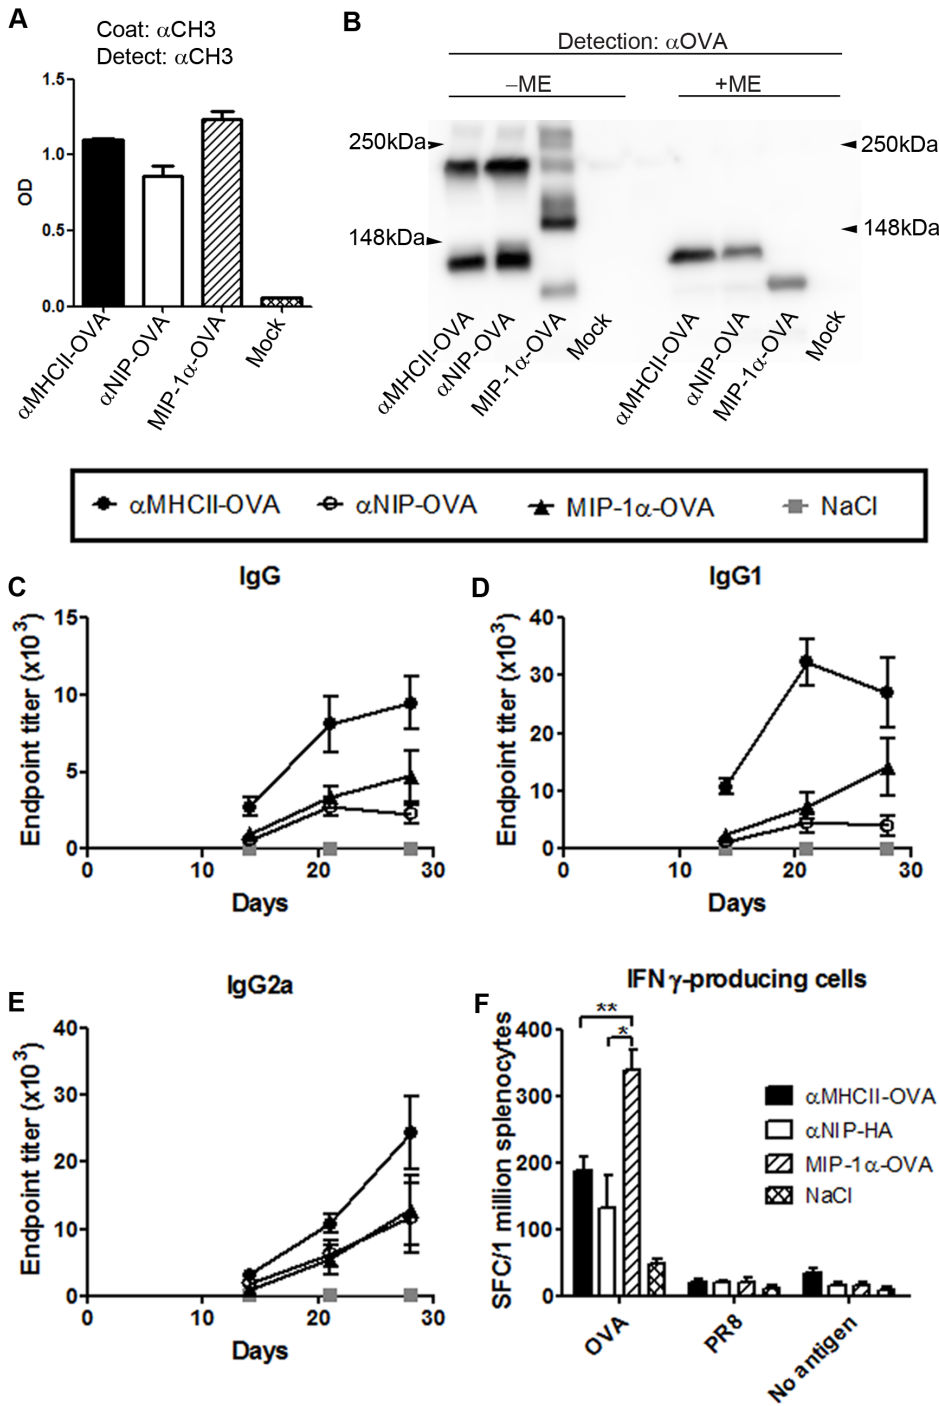 A
Coat: αCH3
Detect: αCH3
1.5
1.0
0.5
0.0
OD
αMHCII-OVA
αNIP-OVA
MIP-1α-OVA
Mock
B
Detection: αOVA
–ME
+ME
250kDa
148kDa
250kDa
148kDa
αMHCII-OVA
αNIP-OVA
MIP-1α-OVA
Mock
αMHCII-OVA
αNIP-OVA
MIP-1α-OVA
Mock
αMHCII-OVA
αNIP-OVA
MIP-1α-OVA
NaCl
C
IgG
Endpoint titer (x10³)
15
10
5
0
0
10
20
30
Days
D
IgG1
Endpoint titer (x10³)
40
30
20
10
0
0
10
20
30
Days
E
IgG2a
Endpoint titer (x10³)
40
30
20
10
0
0
10
20
30
Days
F
IFNγ-producing cells
SFC/1 million splenocytes
400
300
200
100
0
**
*
αMHCII-OVA
αNIP-HA
MIP-1α-OVA
NaCl
OVA
PR8
No antigen